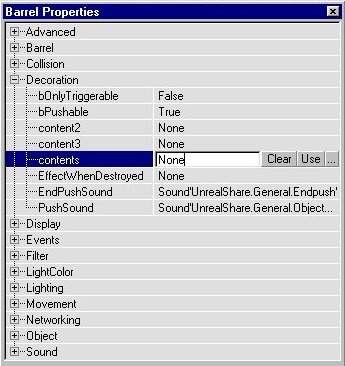 Barrel Properties
Advanced
Barrel
Collision
Decoration
bOnlyTriggerable False
bPushable True
content2 None
content3 None
contents None Clear Use ...
EffectWhenDestroyed None
EndPushSound Sound'UnrealShare.General.Endpush'
PushSound Sound'UnrealShare.General.Object...
Display
Events
Filter
LightColor
Lighting
Movement
Networking
Object
Sound